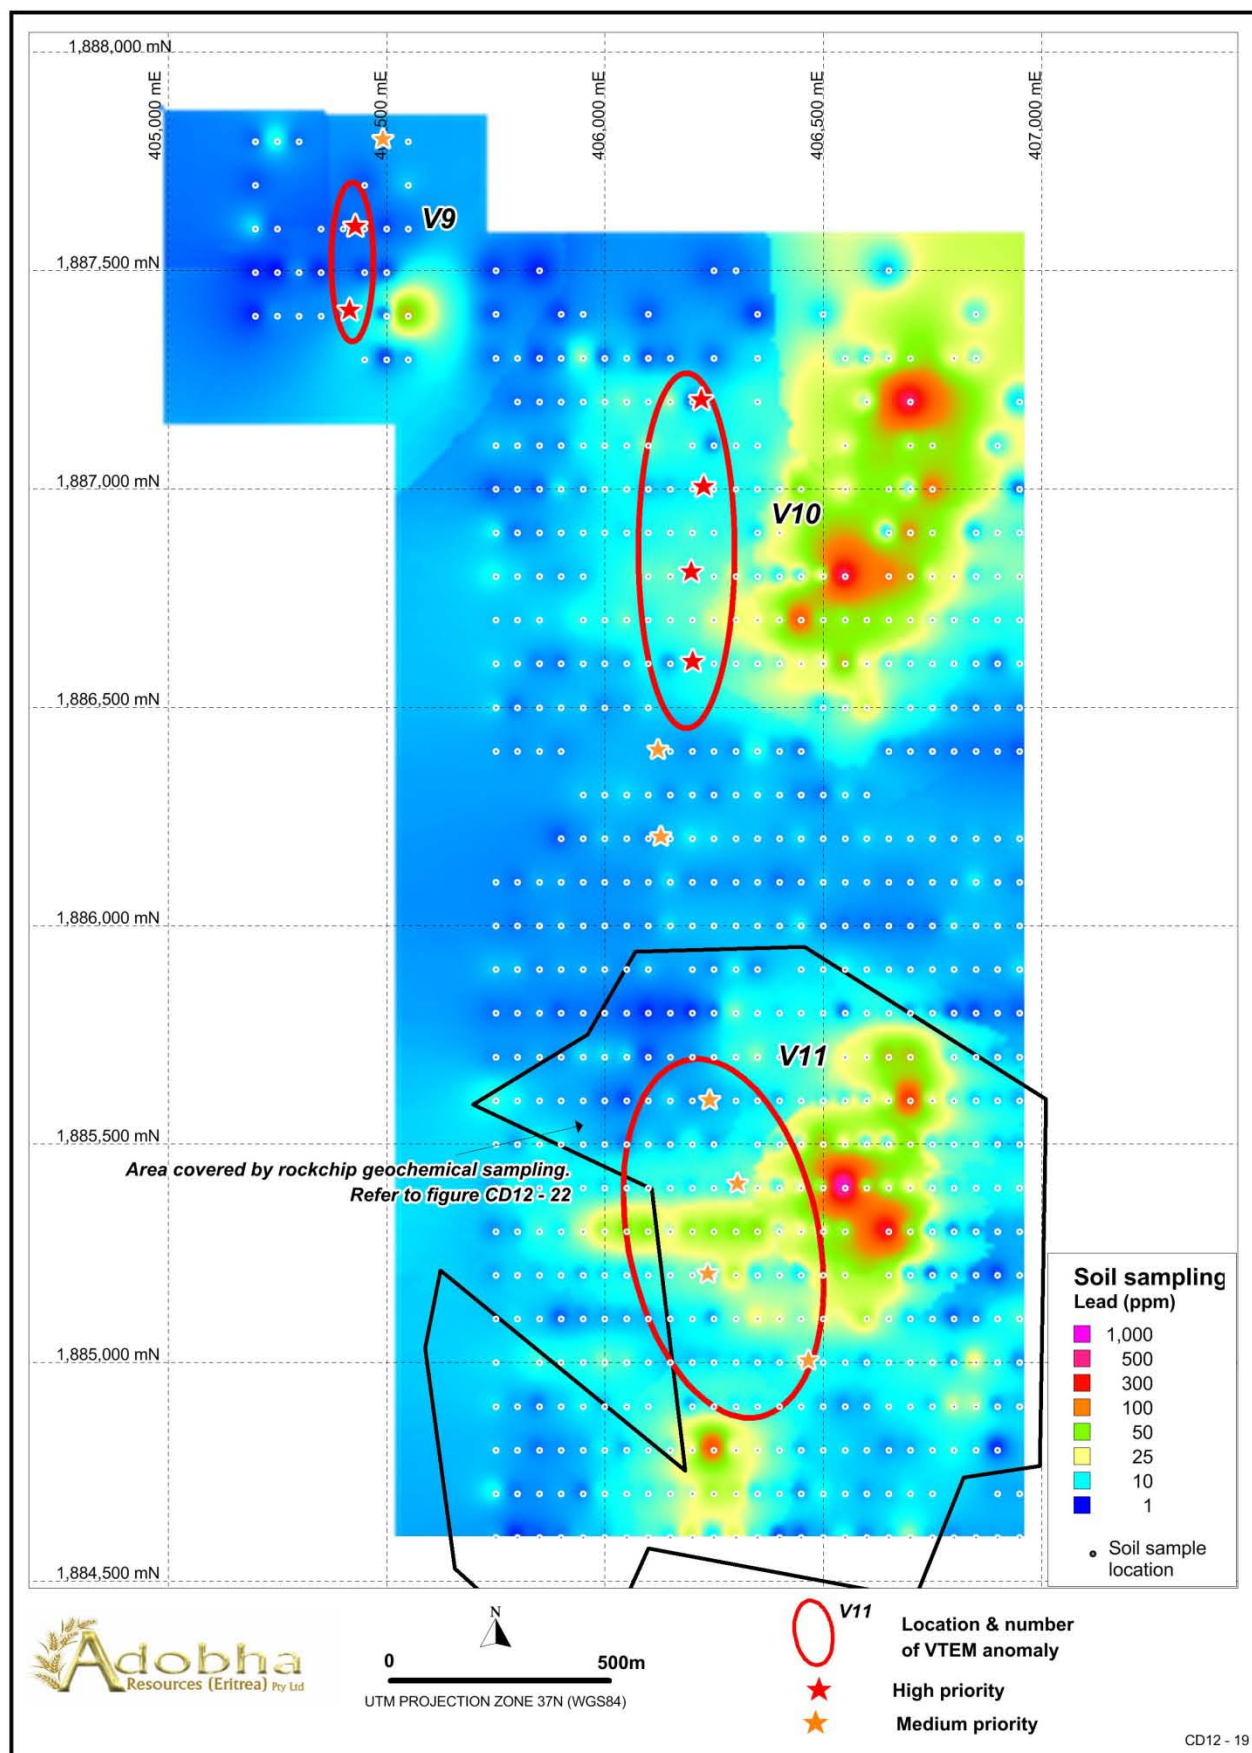 1,888,000 mN
405,000 mE
405,500 mE
406,000 mE
406,500 mE
407,000 mE
V9
1,887,500 mN
1,887,000 mN
V10
1,886,500 mN
1,886,000 mN
V11
1,885,500 mN
Area covered by rockchip geochemical sampling.
Refer to figure CD12 - 22
1,885,000 mN
1,884,500 mN
Soil sampling
Lead (ppm)
1,000
500
300
100
50
25
10
1
Soil sample
location
Adobha
Resources (Eritrea) Pty Ltd
N
0 500m
UTM PROJECTION ZONE 37N (WGS84)
V11
Location & number
of VTEM anomaly
High priority
Medium priority
CD12 - 19